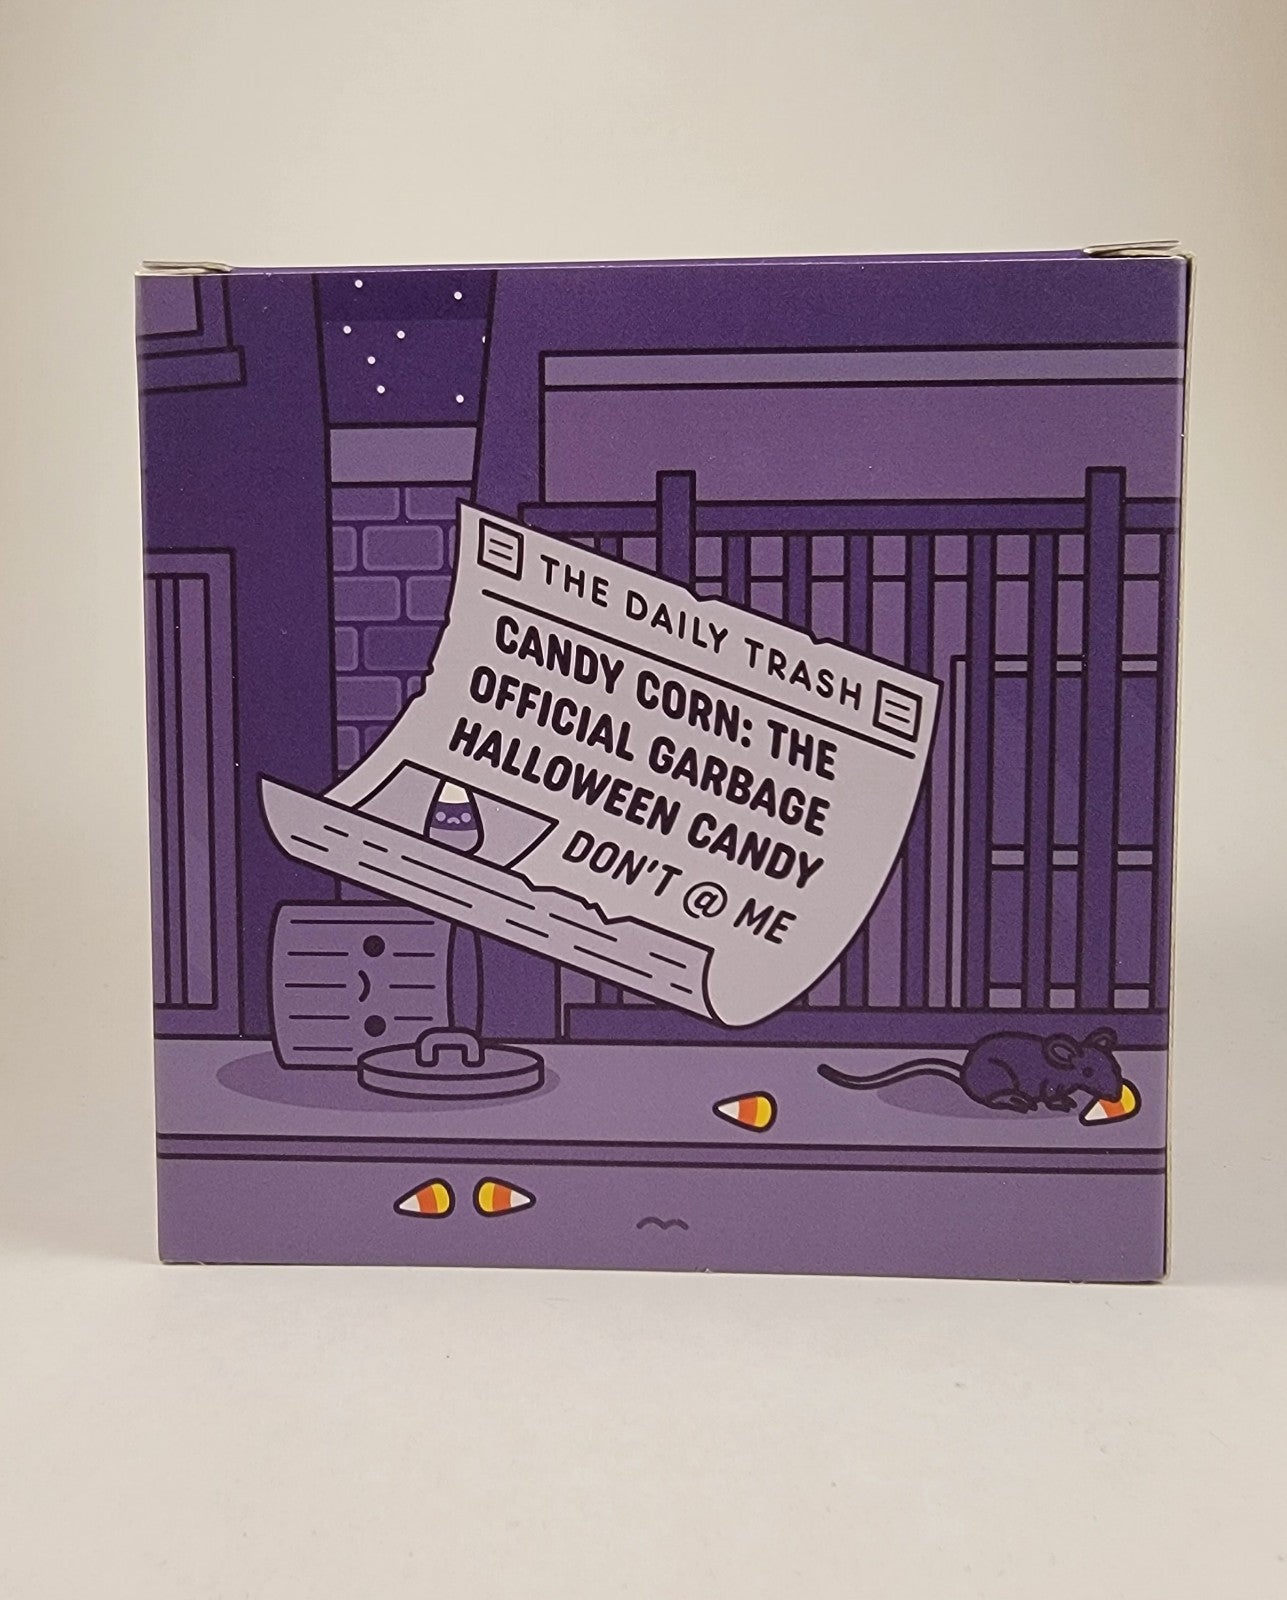 THE DAILY TRASH
CANDY CORN: THE
OFFICIAL GARBAGE
HALLOWEEN CANDY
DON'T @ ME